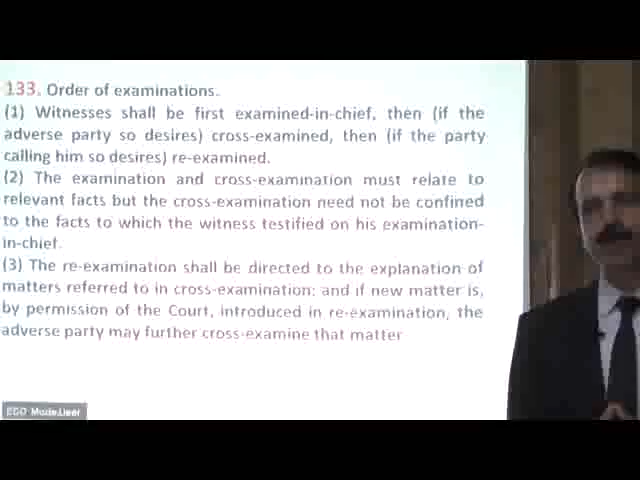 133. Order of examinations.
(1) Witnesses shall be first examined-in-chief, then (if the
adverse party so desires) cross-examined, then (if the party
calling him so desires) re-examined.
(2) The examination and cross-examination must relate to
relevant facts but the cross-examination need not be confined
to the facts to which the witness testified on his examination-
in-chief.
(3) The re-examination shall be directed to the explanation of
matters referred to in cross-examination; and if new matter is,
by permission of the Court, introduced in re-examination, the
adverse party may further cross-examine that matter